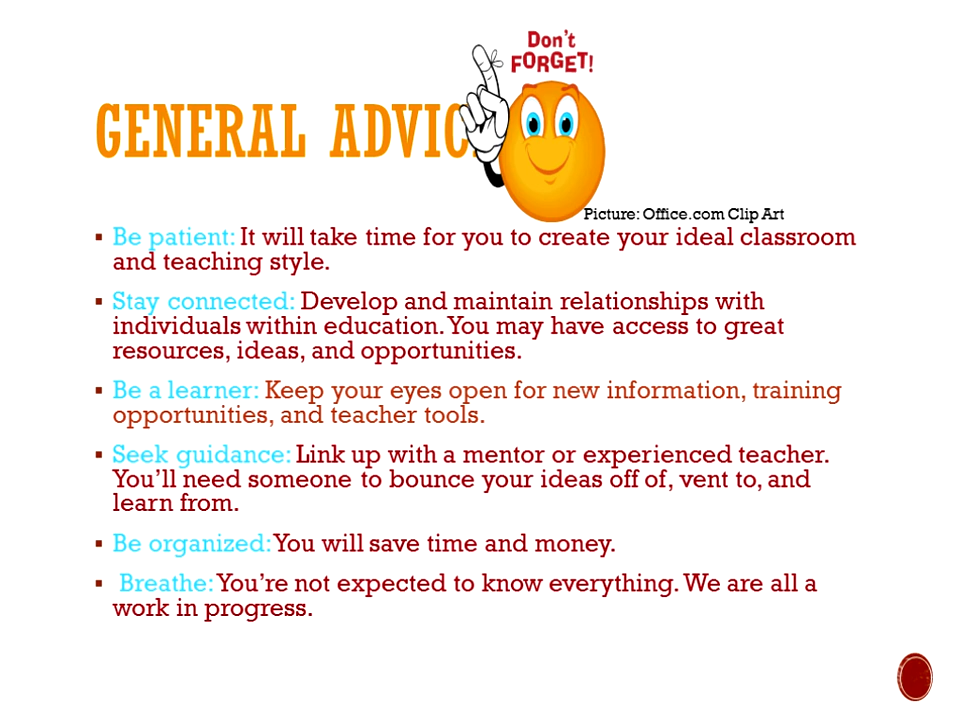 Don't
FORGET!
GENERAL ADVIC
Picture: Office.com Clip Art
▪ Be patient: It will take time for you to create your ideal classroom
and teaching style.
▪ Stay connected: Develop and maintain relationships with
individuals within education. You may have access to great
resources, ideas, and opportunities.
▪ Be a learner: Keep your eyes open for new information, training
opportunities, and teacher tools.
▪ Seek guidance: Link up with a mentor or experienced teacher.
You'll need someone to bounce your ideas off of, vent to, and
learn from.
▪ Be organized: You will save time and money.
▪ Breathe: You're not expected to know everything. We are all a
work in progress.